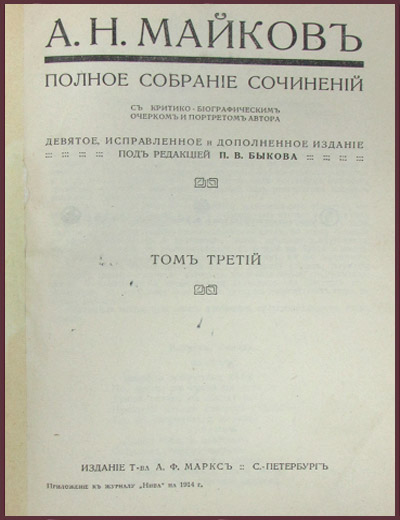 А. Н. МАЙКОВЪ
ПОЛНОЕ СОБРАНІЕ СОЧИНЕНІЙ
СЪ КРИТИКО-БІОГРАФИЧЕСКИМЪ
ОЧЕРКОМЪ И ПОРТРЕТОМЪ АВТОРА
ДЕВЯТОЕ, ИСПРАВЛЕННОЕ и ДОПОЛНЕННОЕ ИЗДАНІЕ
:::: :::: :::: :::: ПОДЪ РЕДАКЦІЕЙ П. В. БЫКОВА :::: :::: :::: ::::
ТОМЪ ТРЕТІЙ
ИЗДАНІЕ Т-ва А. Ф. МАРКСЪ :: С.-ПЕТЕРБУРГЪ
Приложеніе къ журналу „Нива" на 1914 г.